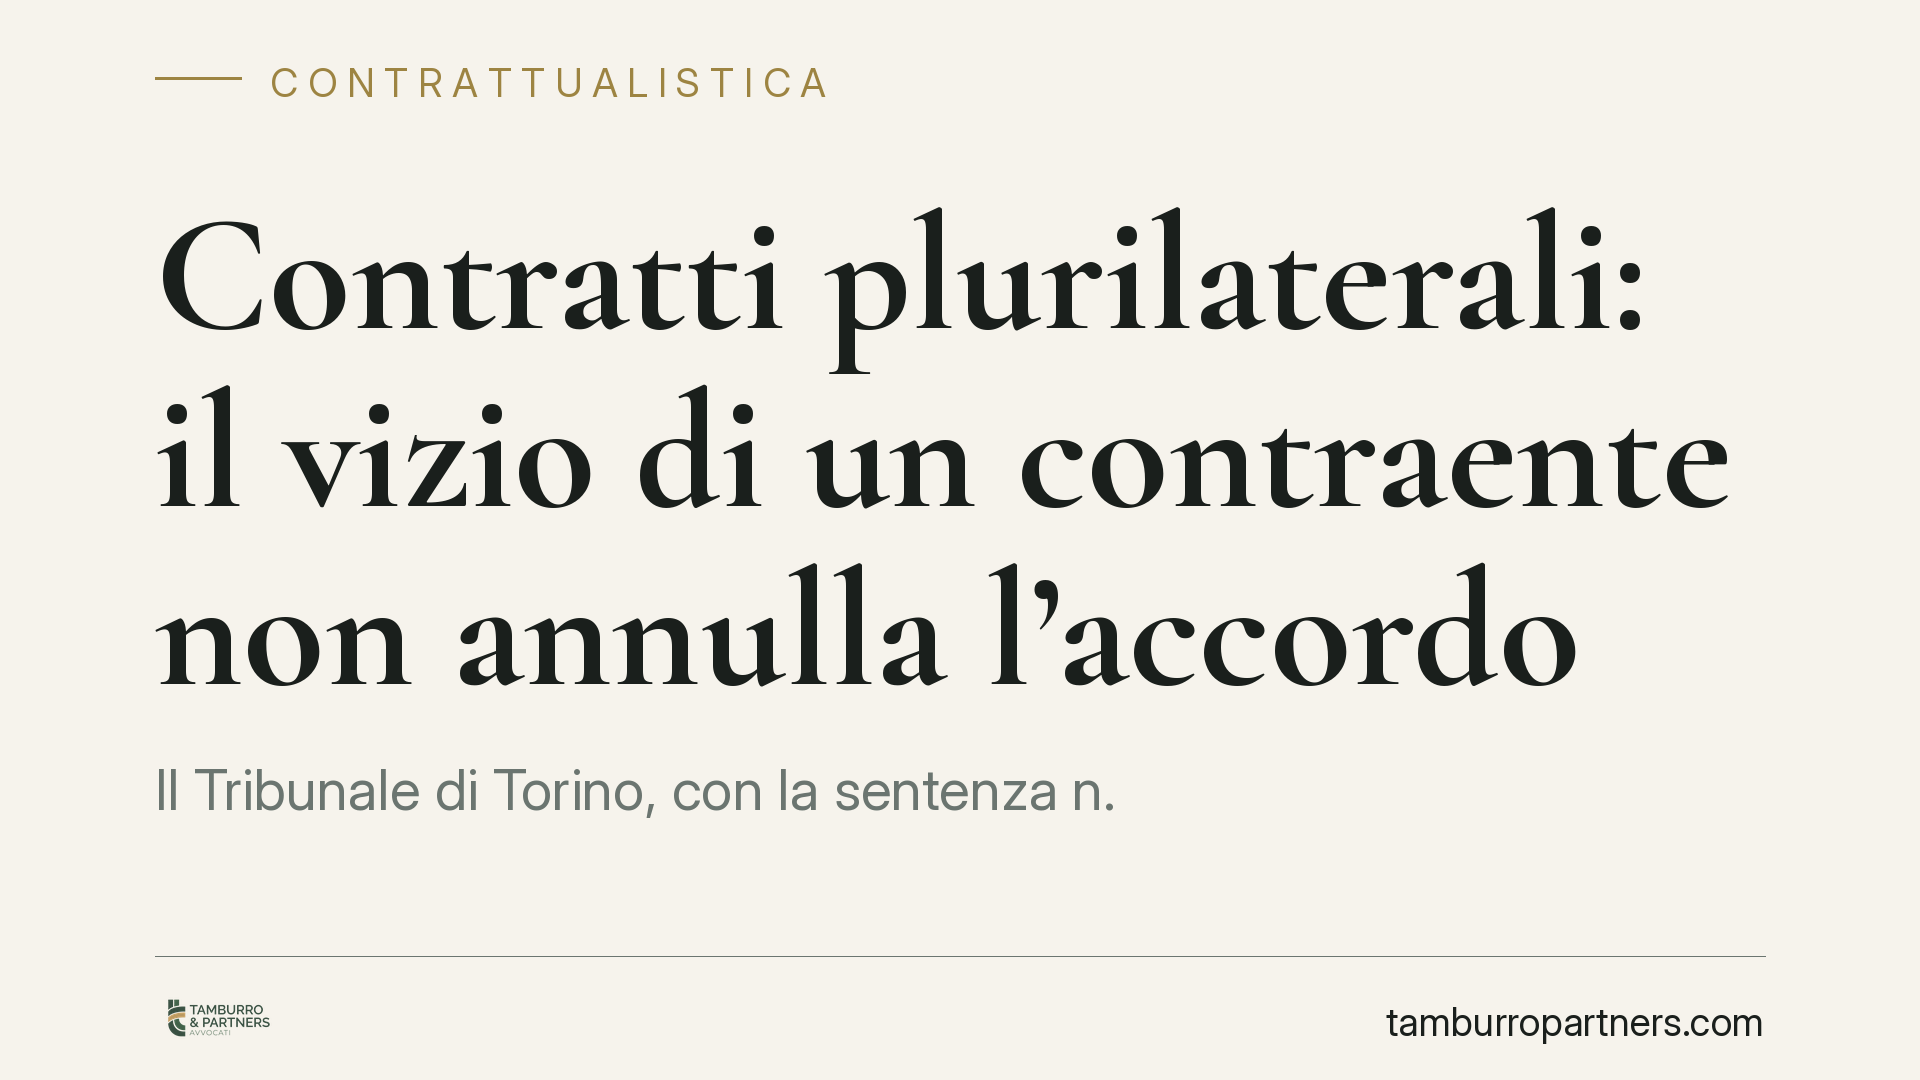 CONTRATTUALISTICA
Contratti plurilaterali:
il vizio di un contraente
non annulla l’accordo
Il Tribunale di Torino, con la sentenza n.
TAMBURRO
& PARTNERS
AVVOCATI
tamburropartners.com